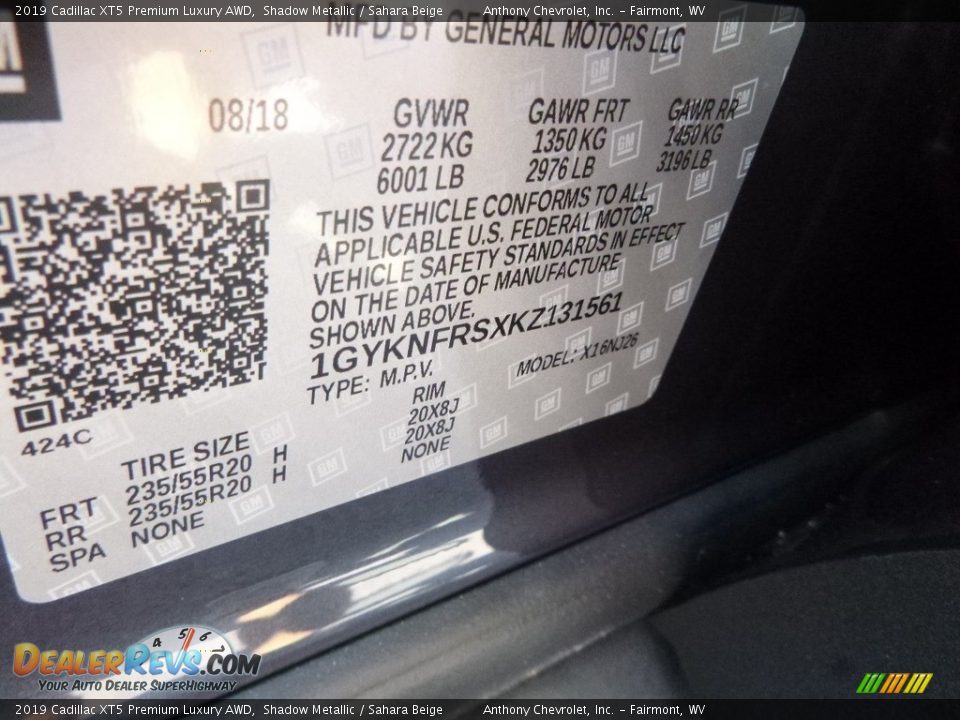 2019 Cadillac XT5 Premium Luxury AWD, Shadow Metallic / Sahara Beige Anthony Chevrolet, Inc. - Fairmont, WV
MFD BY GENERAL MOTORS LLC
08/18 GVWR GAWR FRT GAWR RR
2722 KG 1350 KG 1450 KG
6001 LB 2976 LB 3196 LB
THIS VEHICLE CONFORMS TO ALL
APPLICABLE U.S. FEDERAL MOTOR
VEHICLE SAFETY STANDARDS IN EFFECT
ON THE DATE OF MANUFACTURE
SHOWN ABOVE.
1GYKNFRSXKZ131561
TYPE: M.P.V. MODEL: X16NJ26
424C
TIRE SIZE RIM
FRT 235/55R20 H 20X8J
RR 235/55R20 H 20X8J
SPA NONE NONE
4 5 6
DEALERREVS.COM
YOUR AUTO DEALER SUPERHIGHWAY
2019 Cadillac XT5 Premium Luxury AWD, Shadow Metallic / Sahara Beige Anthony Chevrolet, Inc. - Fairmont, WV